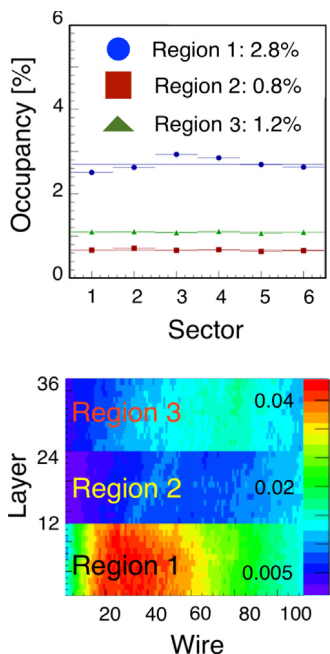 Occupancy [%]
6
4
2
0
Region 1: 2.8%
Region 2: 0.8%
Region 3: 1.2%
1 2 3 4 5 6
Sector
Layer
36
24
12
Region 3
Region 2
Region 1
0.04
0.02
0.005
20 40 60 80 100
Wire